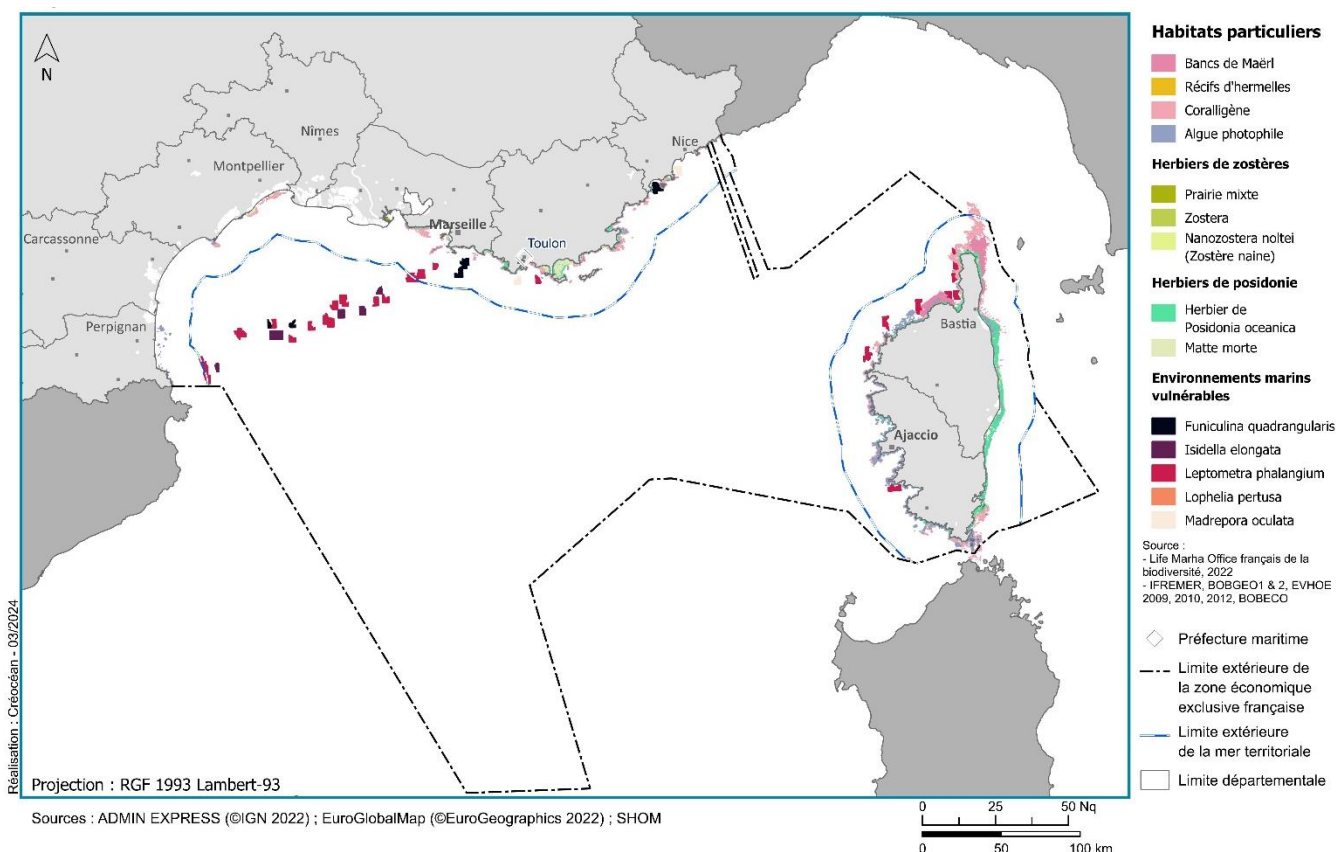 N
Nîmes
Montpellier
Nice
Carcassonne
Marseille
Toulon
Perpignan
Bastia
Ajaccio
Projection : RGF 1993 Lambert-93
Réalisation : Créocéan - 03/2024
Sources : ADMIN EXPRESS (©IGN 2022) ; EuroGlobalMap (©EuroGeographics 2022) ; SHOM
Habitats particuliers
Bancs de Maërl
Récifs d'hermelles
Coralligène
Algue photophile
Herbiers de zostères
Prairie mixte
Zostera
Nanozostera noltei
(Zostère naine)
Herbiers de posidonie
Herbier de
Posidonia oceanica
Matte morte
Environnements marins
vulnérables
Funiculina quadrangularis
Isidella elongata
Leptometra phalangium
Lophelia pertusa
Madrepora oculata
Source :
- Life Marha Office français de la
biodiversité, 2022
- IFREMER, BOBGEO1 & 2, EVHOE
2009, 2010, 2012, BOBECO
Préfecture maritime
Limite extérieure de
la zone économique
exclusive française
Limite extérieure
de la mer territoriale
Limite départementale
0 25 50 Nq
0 50 100 km